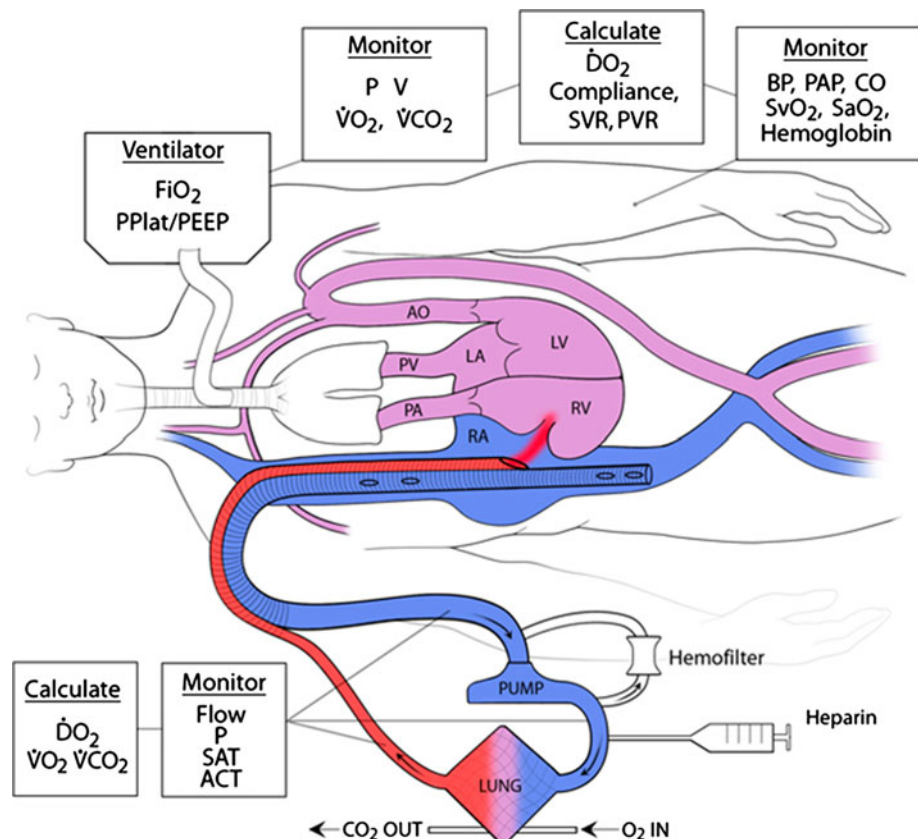 Monitor
P V
V̇O₂, V̇CO₂
Calculate
ḊO₂
Compliance,
SVR, PVR
Monitor
BP, PAP, CO
SvO₂, SaO₂,
Hemoglobin
Ventilator
FiO₂
PPlat/PEEP
AO
LV
LA
PV
PA
RV
RA
Hemofilter
PUMP
Heparin
Calculate
ḊO₂
V̇O₂ V̇CO₂
Monitor
Flow
P
SAT
ACT
LUNG
CO₂ OUT
O₂ IN